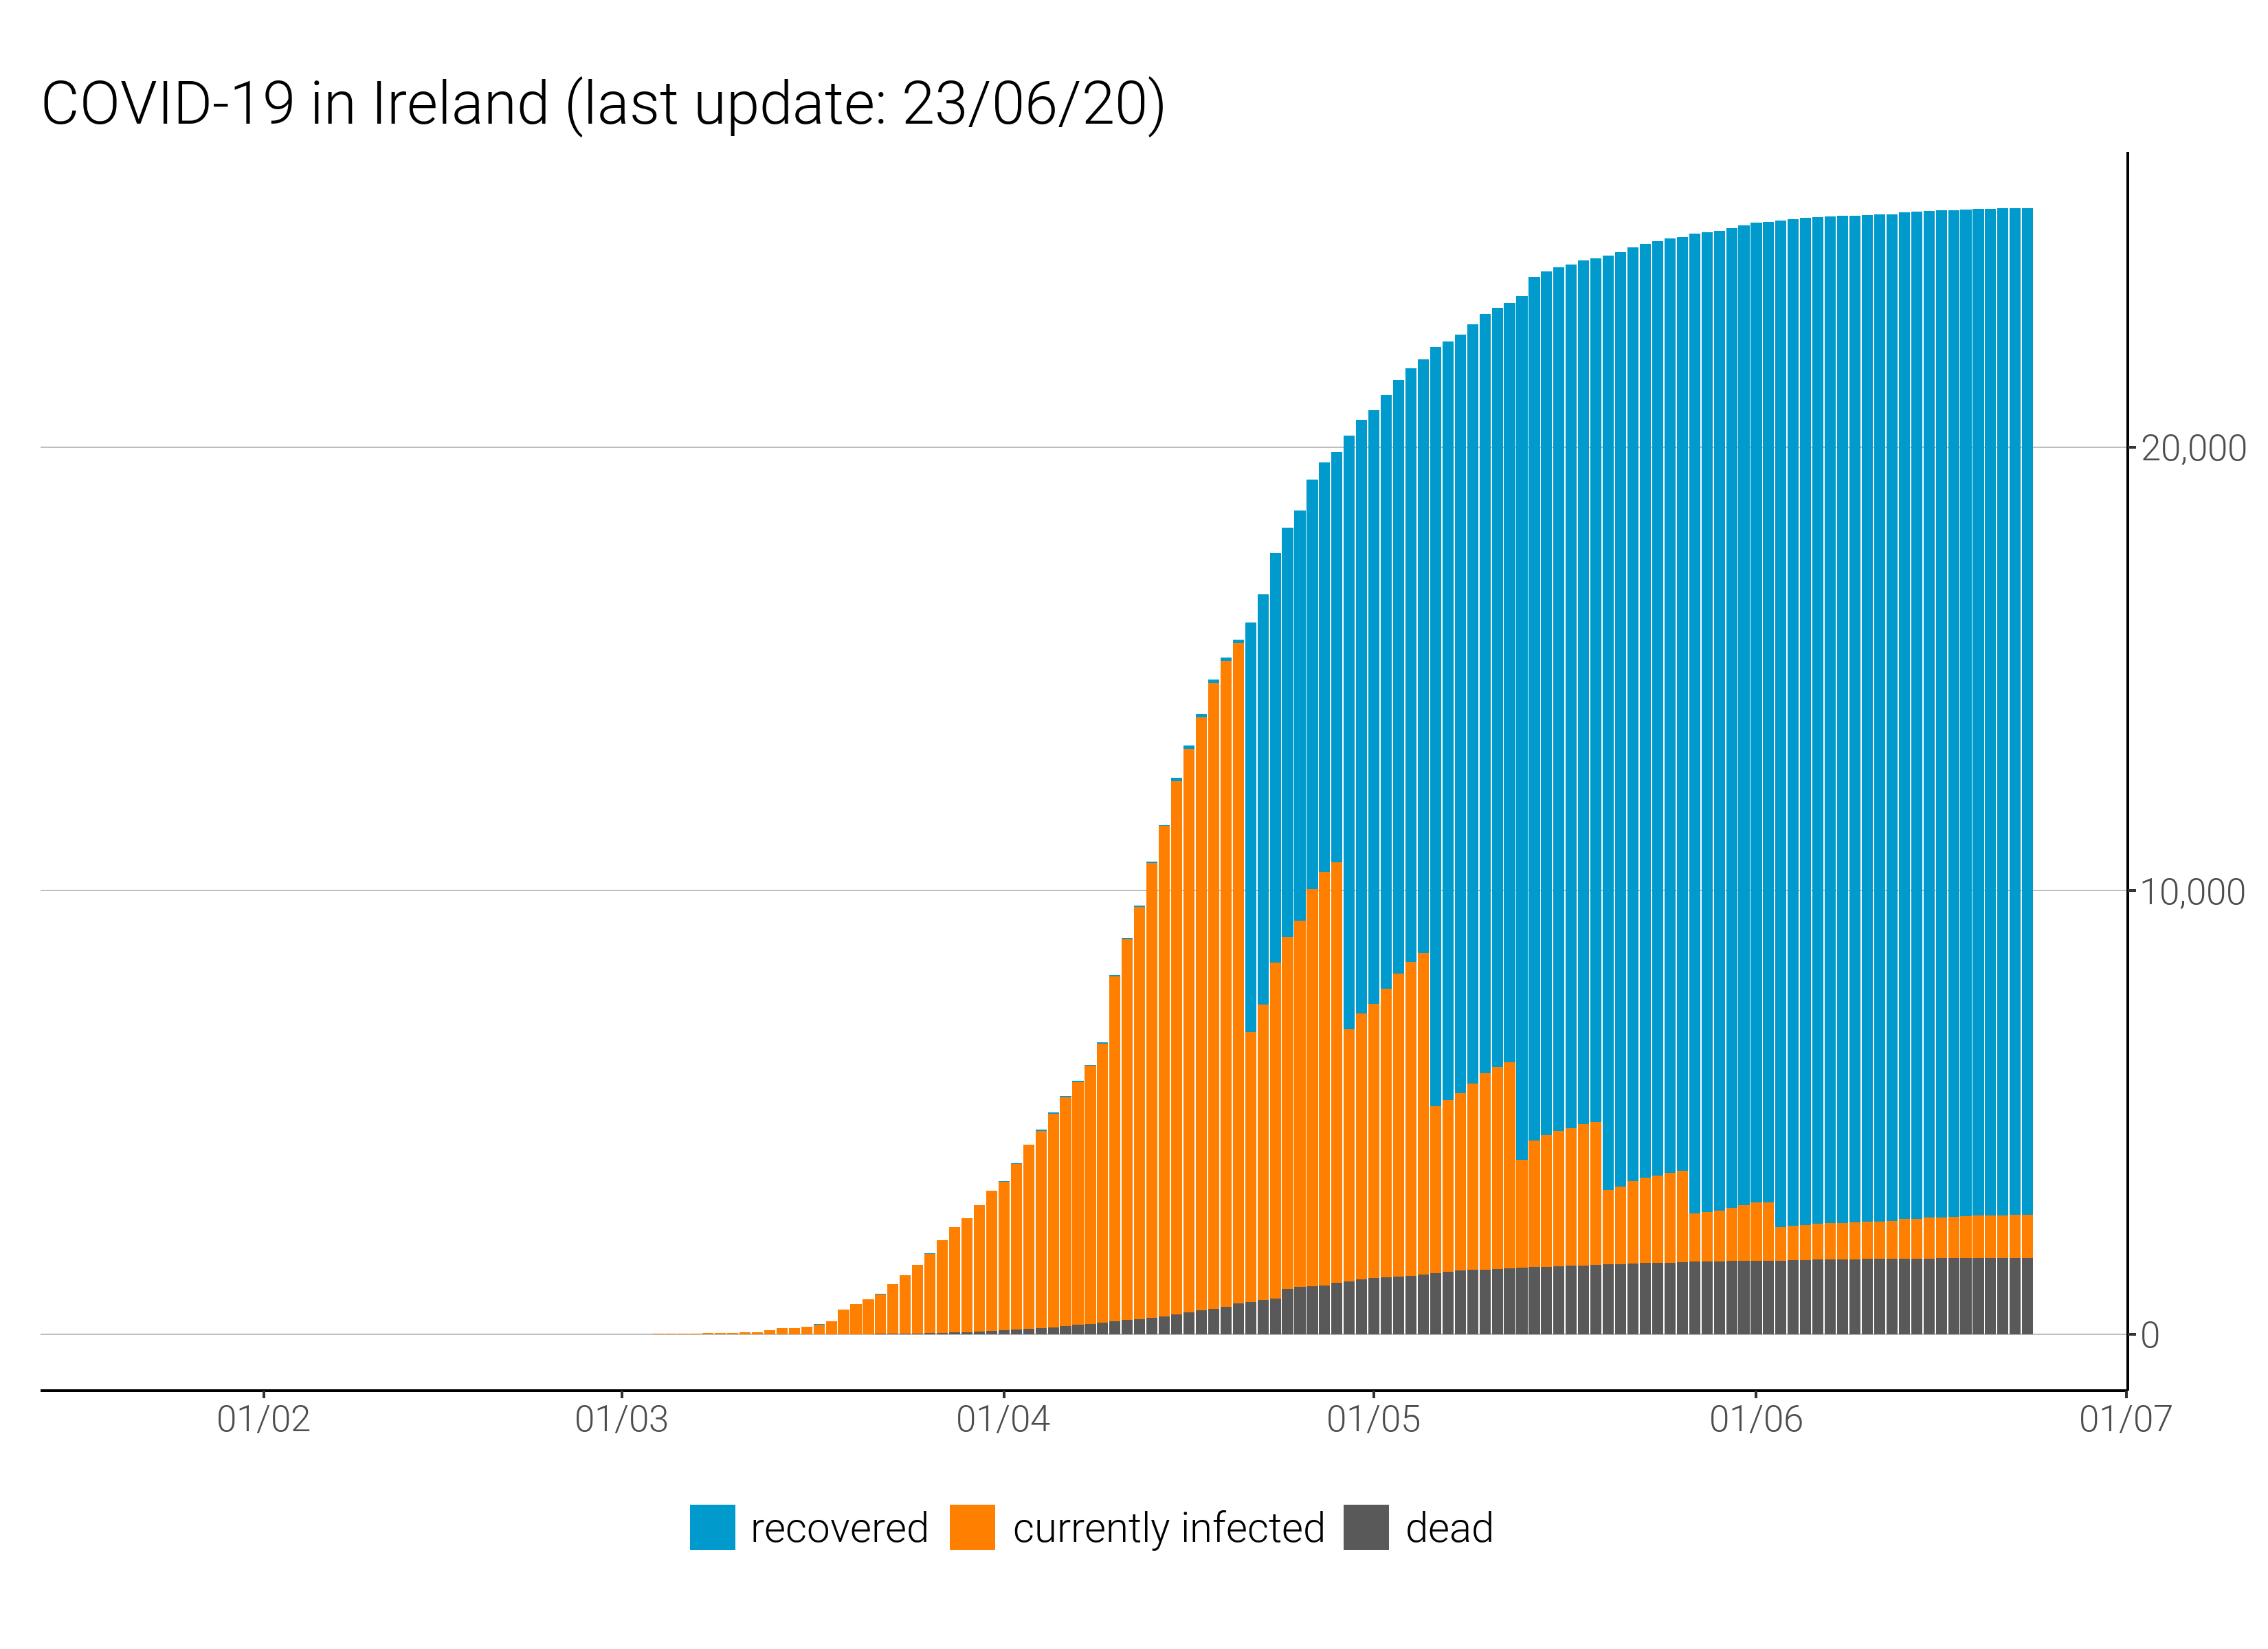 COVID-19 in Ireland (last update: 23/06/20)
20,000
10,000
0
01/02 01/03 01/04 01/05 01/06 01/07
recovered currently infected dead